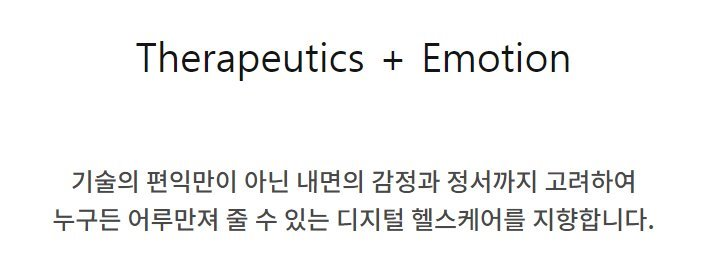 Therapeutics + Emotion
기술의 편익만이 아닌 내면의 감정과 정서까지 고려하여
누구든 어루만져 줄 수 있는 디지털 헬스케어를 지향합니다.